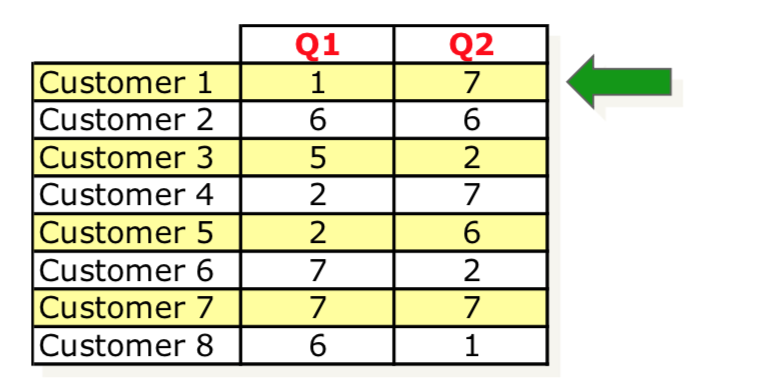 Q1 Q2
Customer 1 1 7
Customer 2 6 6
Customer 3 5 2
Customer 4 2 7
Customer 5 2 6
Customer 6 7 2
Customer 7 7 7
Customer 8 6 1